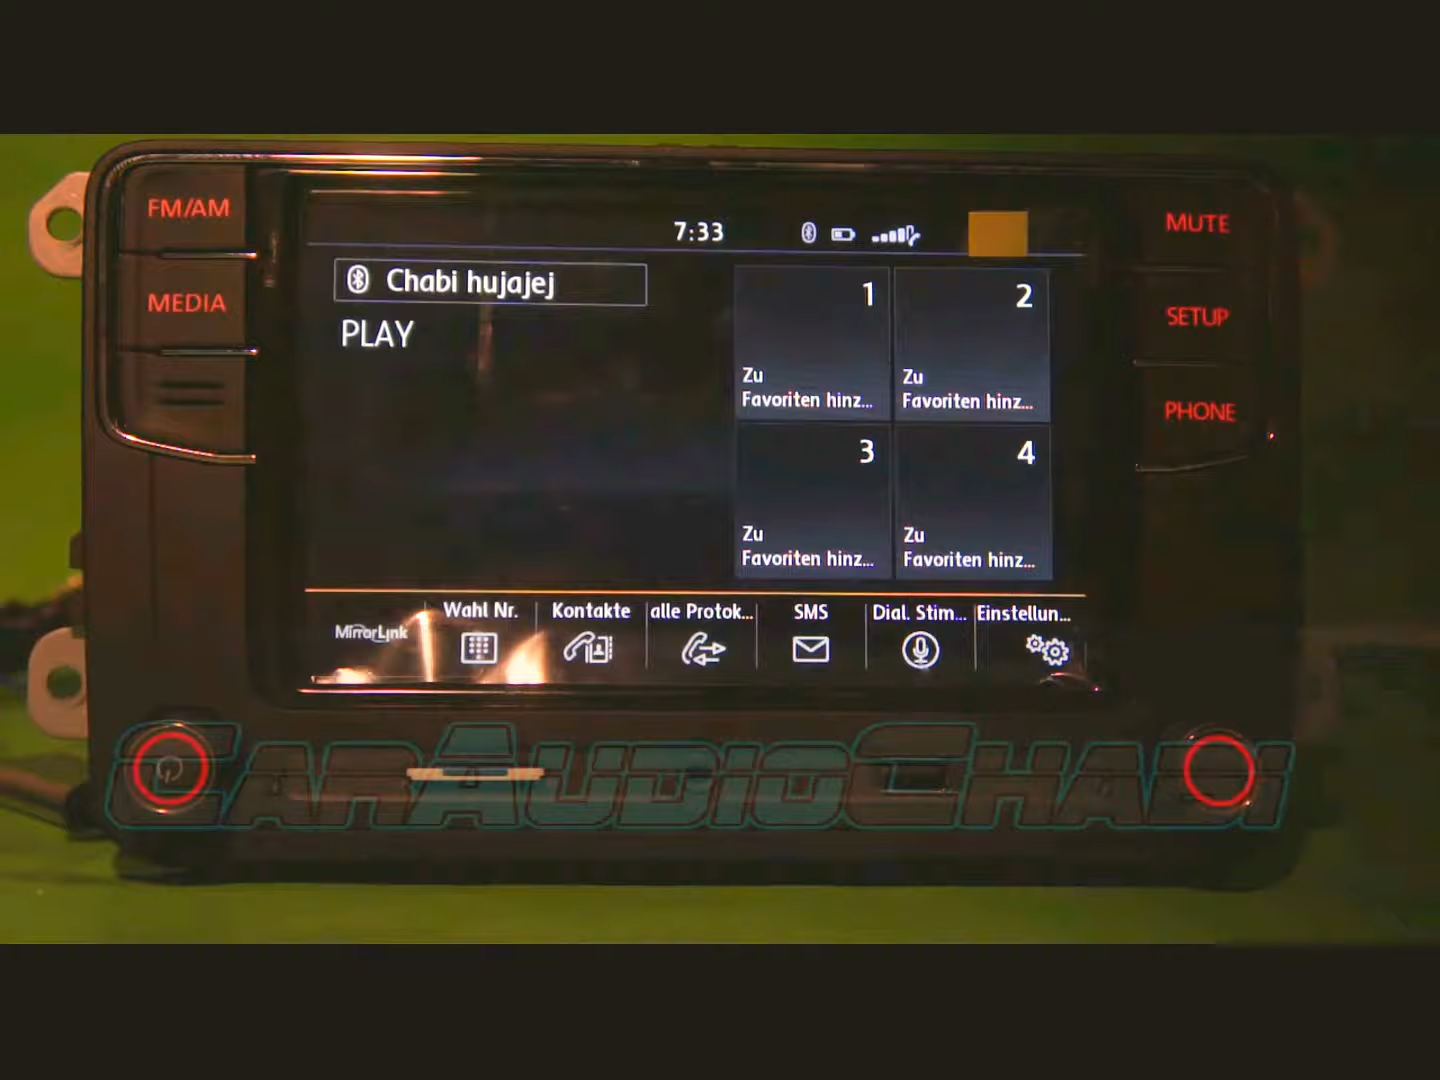 FM/AM
MEDIA
7:33
Chabi hujajej
PLAY
1
Zu
Favoriten hinz...
2
Zu
Favoriten hinz...
3
Zu
Favoriten hinz...
4
Zu
Favoriten hinz...
MUTE
SETUP
PHONE
MirrorLink
Wahl Nr.
Kontakte
alle Protok...
SMS
Dial. Stim...
Einstellun...
CarAudioChabi